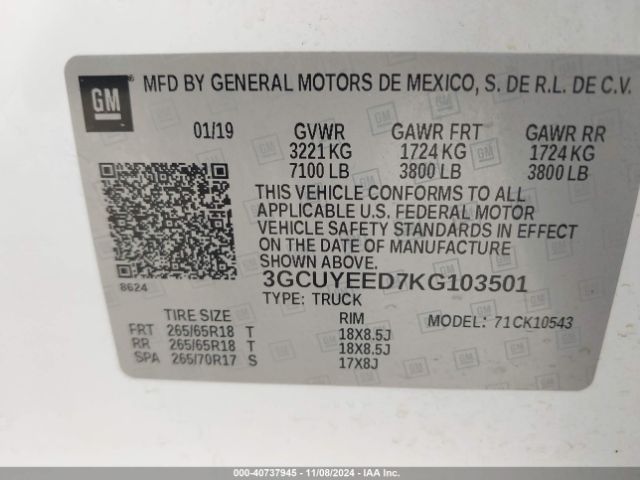 GM
MFD BY GENERAL MOTORS DE MEXICO, S. DE R.L. DE C.V.
01/19 GVWR GAWR FRT GAWR RR
3221 KG 1724 KG 1724 KG
7100 LB 3800 LB 3800 LB
THIS VEHICLE CONFORMS TO ALL
APPLICABLE U.S. FEDERAL MOTOR
VEHICLE SAFETY STANDARDS IN EFFECT
ON THE DATE OF MANUFACTURE
SHOWN ABOVE.
8624
3GCUYEED7KG103501
TYPE: TRUCK
TIRE SIZE RIM MODEL: 71CK10543
FRT 265/65R18 T 18X8.5J
RR 265/65R18 T 18X8.5J
SPA 265/70R17 S 17X8J
000-40737945 - 11/08/2024 - IAAI.COM